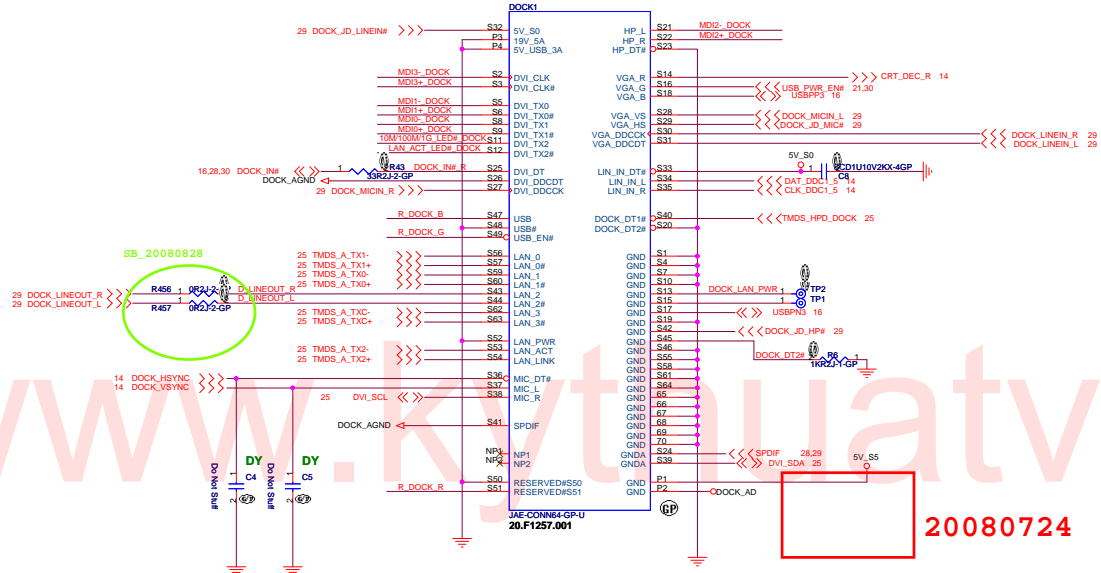 DOCK1
29 DOCK_JD_LINEIN#
S32
P3
P4
5V_S0
19V_5A
5V_USB_3A
HP_L
HP_R
HP_DT#
S21
S22
S23
MDI2-_DOCK
MDI2+_DOCK
MDI3-_DOCK
MDI3+_DOCK
S2
S3
DVI_CLK
DVI_CLK#
VGA_R
VGA_G
VGA_B
S14
S16
S18
CRT_DEC_R 14
USB_PWR_EN# 21,30
USBPP3 16
MDI1-_DOCK
MDI1+_DOCK
MDI0-_DOCK
MDI0+_DOCK
10M/100M/1G_LED#_DOCK
LAN_ACT_LED#_DOCK
S5
S6
S8
S9
S11
S12
DVI_TX0
DVI_TX0#
DVI_TX1
DVI_TX1#
DVI_TX2
DVI_TX2#
VGA_VS
VGA_HS
VGA_DDCCK
VGA_DDCDT
S28
S29
S30
S31
DOCK_MICIN_L 29
DOCK_JD_MIC# 29
DOCK_LINEIN_R 29
DOCK_LINEIN_L 29
16,28,30 DOCK_IN#
1
R43
33R2J-2-GP
DOCK_IN#_R
DOCK_AGND
29 DOCK_MICIN_R
S25
S26
S27
DVI_DT
DVI_DDCDT
DVI_DDCCK
LIN_IN_DT#
LIN_IN_L
LIN_IN_R
S33
S34
S35
5V_S0
1
SCD1U10V2KX-4GP
C8
DAT_DDC1_5 14
CLK_DDC1_5 14
R_DOCK_B
R_DOCK_G
S47
S48
S49
USB
USB#
USB_EN#
DOCK_DT1#
DOCK_DT2#
S40
S20
TMDS_HPD_DOCK 25
SB_20080828
25 TMDS_A_TX1-
25 TMDS_A_TX1+
25 TMDS_A_TX0-
25 TMDS_A_TX0+
S56
S57
S59
S60
LAN_0
LAN_0#
LAN_1
LAN_1#
GND
GND
GND
GND
S1
S4
S7
S10
29 DOCK_LINEOUT_R
29 DOCK_LINEOUT_L
R456
1
0R2J-2
D_LINEOUT_R
R457
1
0R2J-2-GP
D_LINEOUT_L
S43
S44
LAN_2
LAN_2#
GND
GND
S13
S15
DOCK_LAN_PWR
1
TP2
1
TP1
25 TMDS_A_TXC-
25 TMDS_A_TXC+
S62
S63
LAN_3
LAN_3#
GND
GND
GND
S17
S19
S42
USBPN3 16
DOCK_JD_HP# 29
25 TMDS_A_TX2-
25 TMDS_A_TX2+
S52
S53
S54
LAN_PWR
LAN_ACT
LAN_LINK
GND
GND
GND
GND
S45
S46
S55
S58
DOCK_DT2#
R6
1
1KR2J-1-GP
14 DOCK_HSYNC
14 DOCK_VSYNC
25 DVI_SCL
S36
S37
S38
MIC_DT#
MIC_L
MIC_R
GND
GND
GND
GND
GND
GND
GND
S61
S64
65
66
67
68
69
70
DOCK_AGND
S41
SPDIF
NP1
NP2
NP1
NP2
GNDA
GNDA
S24
S39
SPDIF 28,29
DVI_SDA 25
R_DOCK_R
S50
S51
RESERVED#S50
RESERVED#S51
GND
GND
P1
P2
5V_S5
DOCK_AD
DY
DY
1
C4
2
Do Not Stuff
1
C5
2
Do Not Stuff
GP
JAE-CONN64-GP-U
20.F1257.001
20080724
www.kythuatv